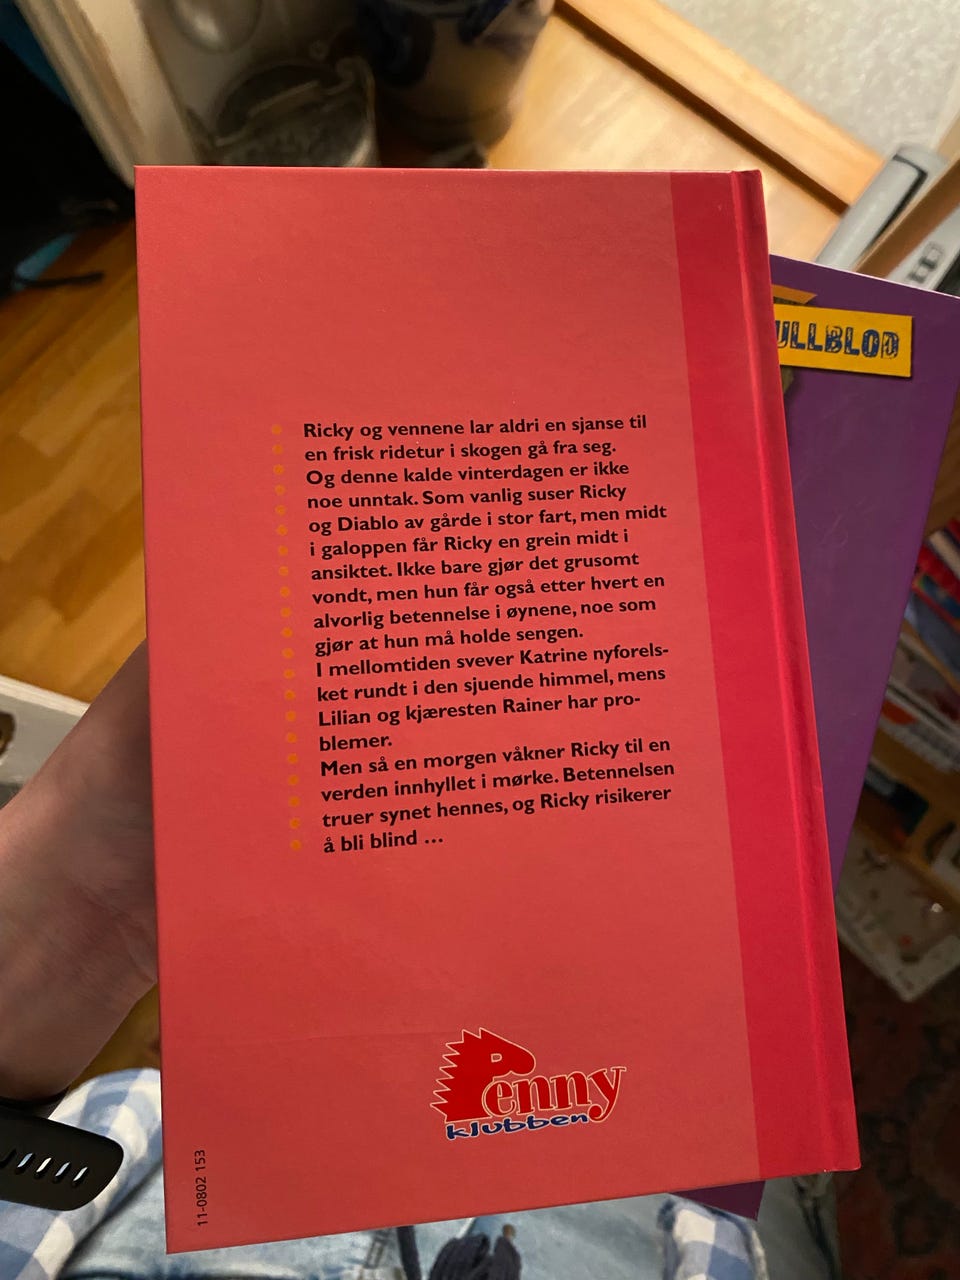 Ricky og vennene lar aldri en sjanse til
en frisk ridetur i skogen gå fra seg.
Og denne kalde vinterdagen er ikke
noe unntak. Som vanlig suser Ricky
og Diablo av gårde i stor fart, men midt
i galoppen får Ricky en grein midt i
ansiktet. Ikke bare gjør det grusomt
vondt, men hun får også etter hvert en
alvorlig betennelse i øynene, noe som
gjør at hun må holde sengen.
I mellomtiden svever Katrine nyforels-
ket rundt i den sjuende himmel, mens
Lilian og kjæresten Rainer har pro-
blemer.
Men så en morgen våkner Ricky til en
verden innhyllet i mørke. Betennelsen
truer synet hennes, og Ricky risikerer
å bli blind ...
Penny
klubben
11-0802 153
ULLBLOD